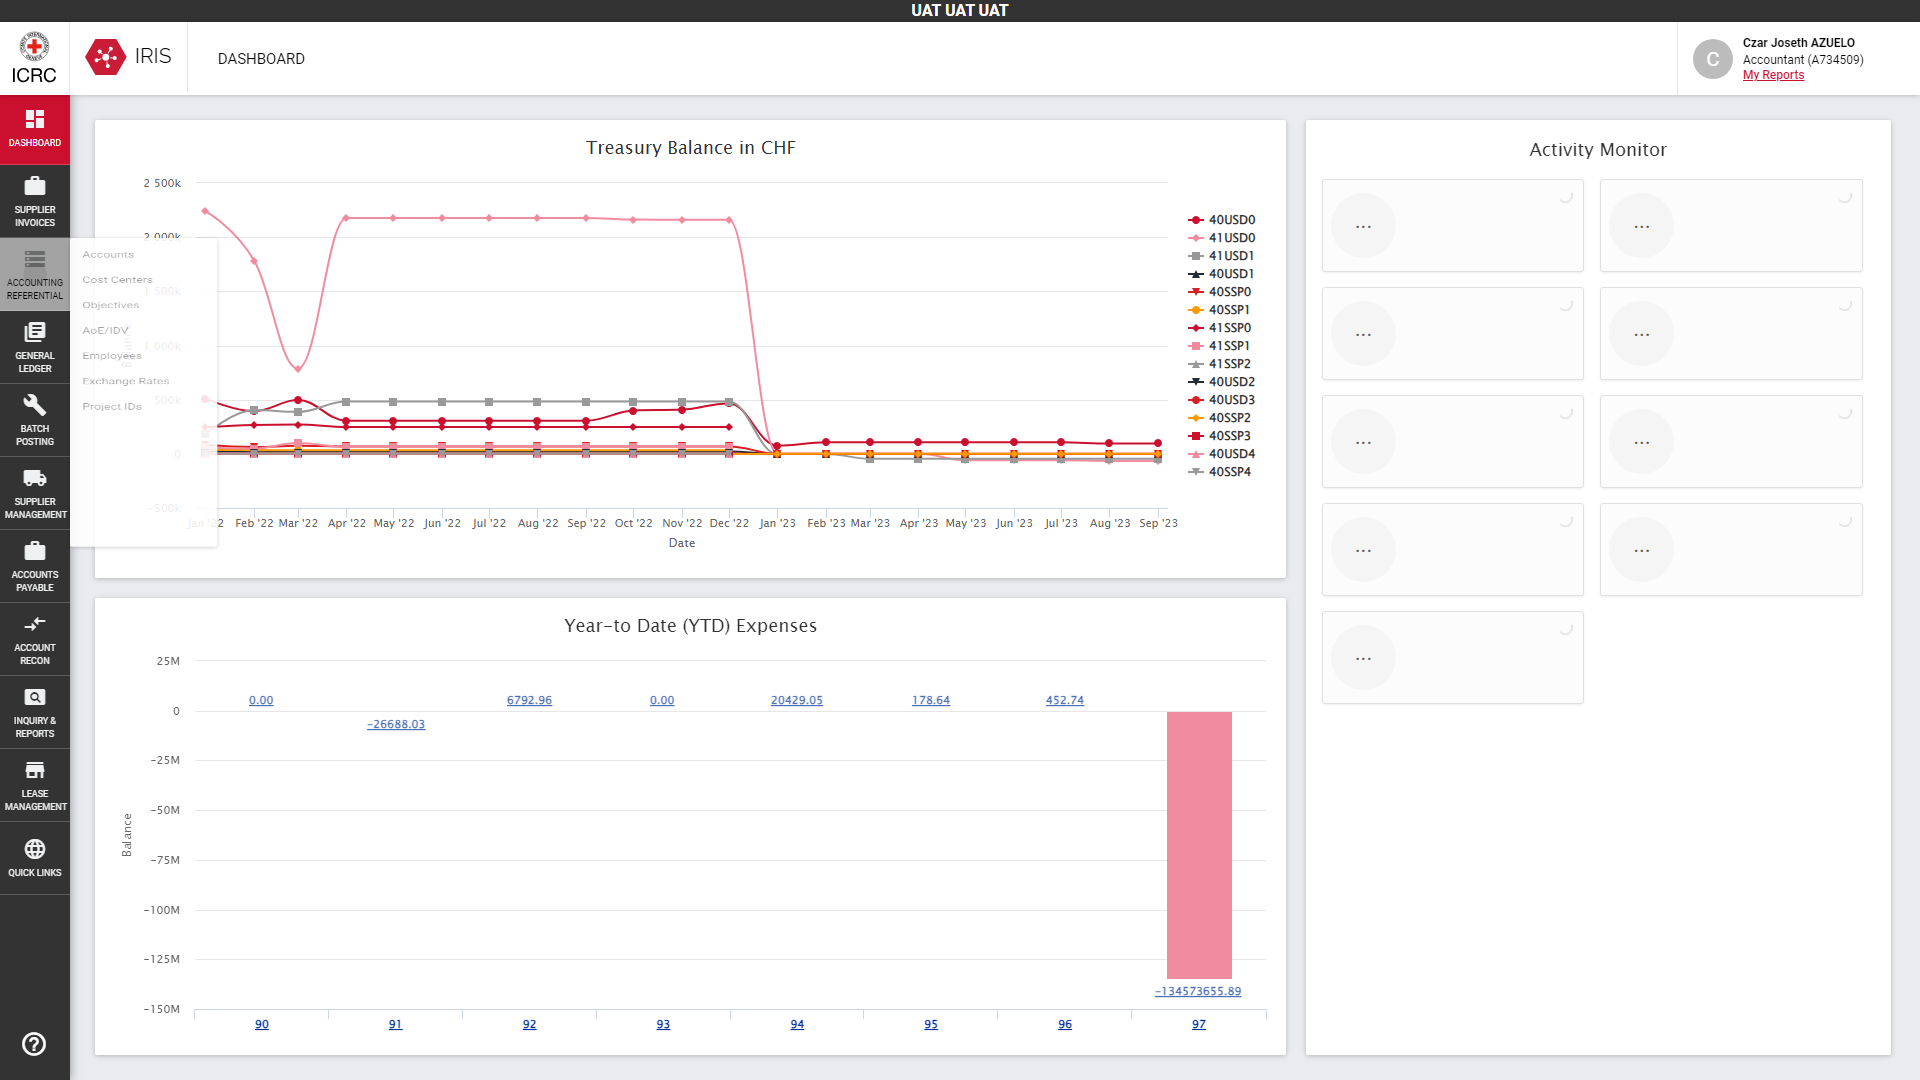 UAT UAT UAT
ICRC
IRIS
DASHBOARD
Czar Joseth AZUELO
Accountant (A734509)
My Reports
C
DASHBOARD
SUPPLIER
INVOICES
ACCOUNTING
REFERENTIAL
GENERAL
LEDGER
BATCH
POSTING
SUPPLIER
MANAGEMENT
ACCOUNTS
PAYABLE
ACCOUNT
RECON
INQUIRY &
REPORTS
LEASE
MANAGEMENT
QUICK LINKS
Accounts
Cost Centers
Objectives
AoE/IDV
Employees
Exchange Rates
Project IDs
Treasury Balance in CHF
2 500k
2 000k
1 500k
1 000k
500k
0
-500k
Balance
Jan '22 Feb '22 Mar '22 Apr '22 May '22 Jun '22 Jul '22 Aug '22 Sep '22 Oct '22 Nov '22 Dec '22 Jan '23 Feb '23 Mar '23 Apr '23 May '23 Jun '23 Jul '23 Aug '23 Sep '23
Date
40USD0
41USD0
41USD1
40USD1
40SSP0
40SSP1
41SSP0
41SSP1
41SSP2
40USD2
40USD3
40SSP2
40SSP3
40USD4
40SSP4
Year-to Date (YTD) Expenses
25M
0
-25M
-50M
-75M
-100M
-125M
-150M
Balance
0.00
-26688.03
6792.96
0.00
20429.05
178.64
452.74
-134573655.89
90 91 92 93 94 95 96 97
Activity Monitor
... ...
... ...
... ...
... ...
...